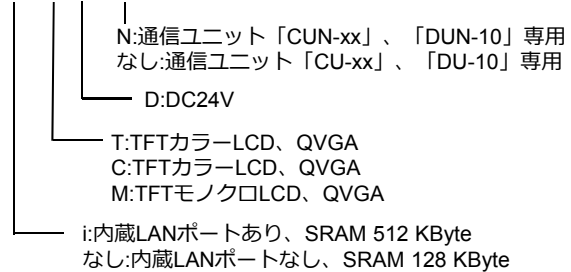 N:通信ユニット「CUN-xx」、「DUN-10」専用
なし:通信ユニット「CU-xx」、「DU-10」専用
D:DC24V
T:TFTカラーLCD、QVGA
C:TFTカラーLCD、QVGA
M:TFTモノクロLCD、QVGA
i:内蔵LANポートあり、SRAM 512 KByte
なし:内蔵LANポートなし、SRAM 128 KByte